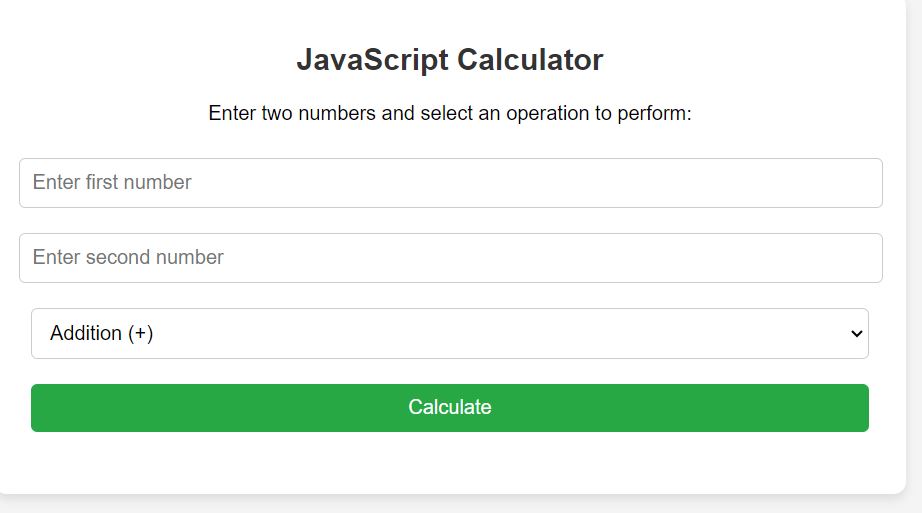 JavaScript Calculator
Enter two numbers and select an operation to perform:
Enter first number
Enter second number
Addition (+)
Calculate